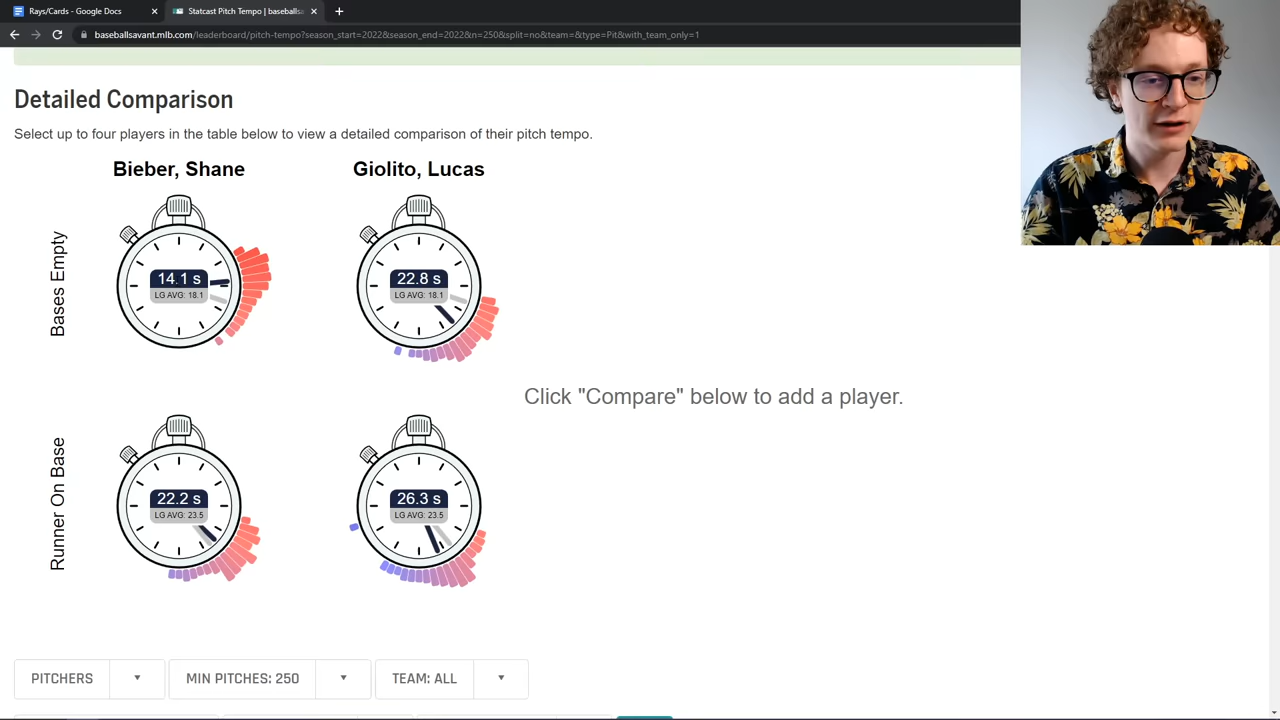 Rays/Cards - Google Docs
Statcast Pitch Tempo | baseballsa
baseballsavant.mlb.com/leaderboard/pitch-tempo?season_start=2022&season_end=2022&n=250&split=no&team=&type=Pit&with_team_only=1
Detailed Comparison
Select up to four players in the table below to view a detailed comparison of their pitch tempo.
Bieber, Shane
Giolito, Lucas
Bases Empty
14.1 s
LG AVG: 18.1
22.8 s
LG AVG: 18.1
Click "Compare" below to add a player.
Runner On Base
22.2 s
LG AVG: 23.5
26.3 s
LG AVG: 23.5
PITCHERS
MIN PITCHES: 250
TEAM: ALL